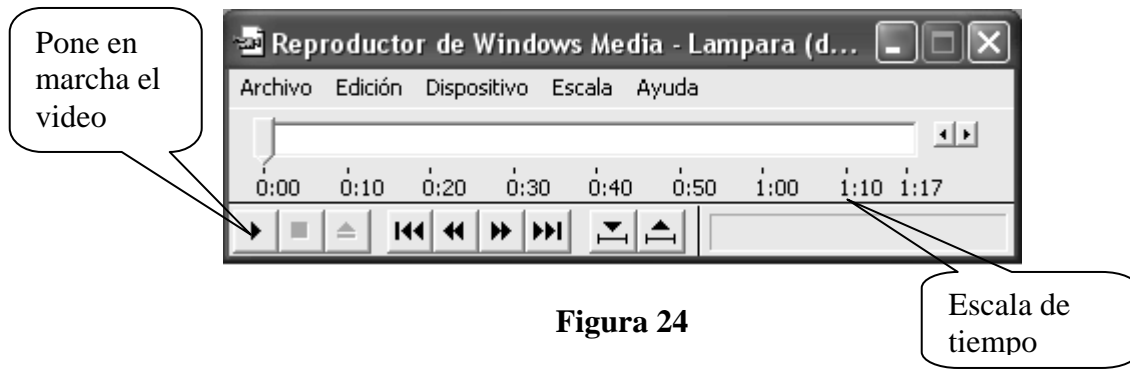 Pone en
marcha el
video
Reproductor de Windows Media - Lampara (d...
Archivo Edición Dispositivo Escala Ayuda
0:00 0:10 0:20 0:30 0:40 0:50 1:00 1:10 1:17
Escala de
tiempo
Figura 24